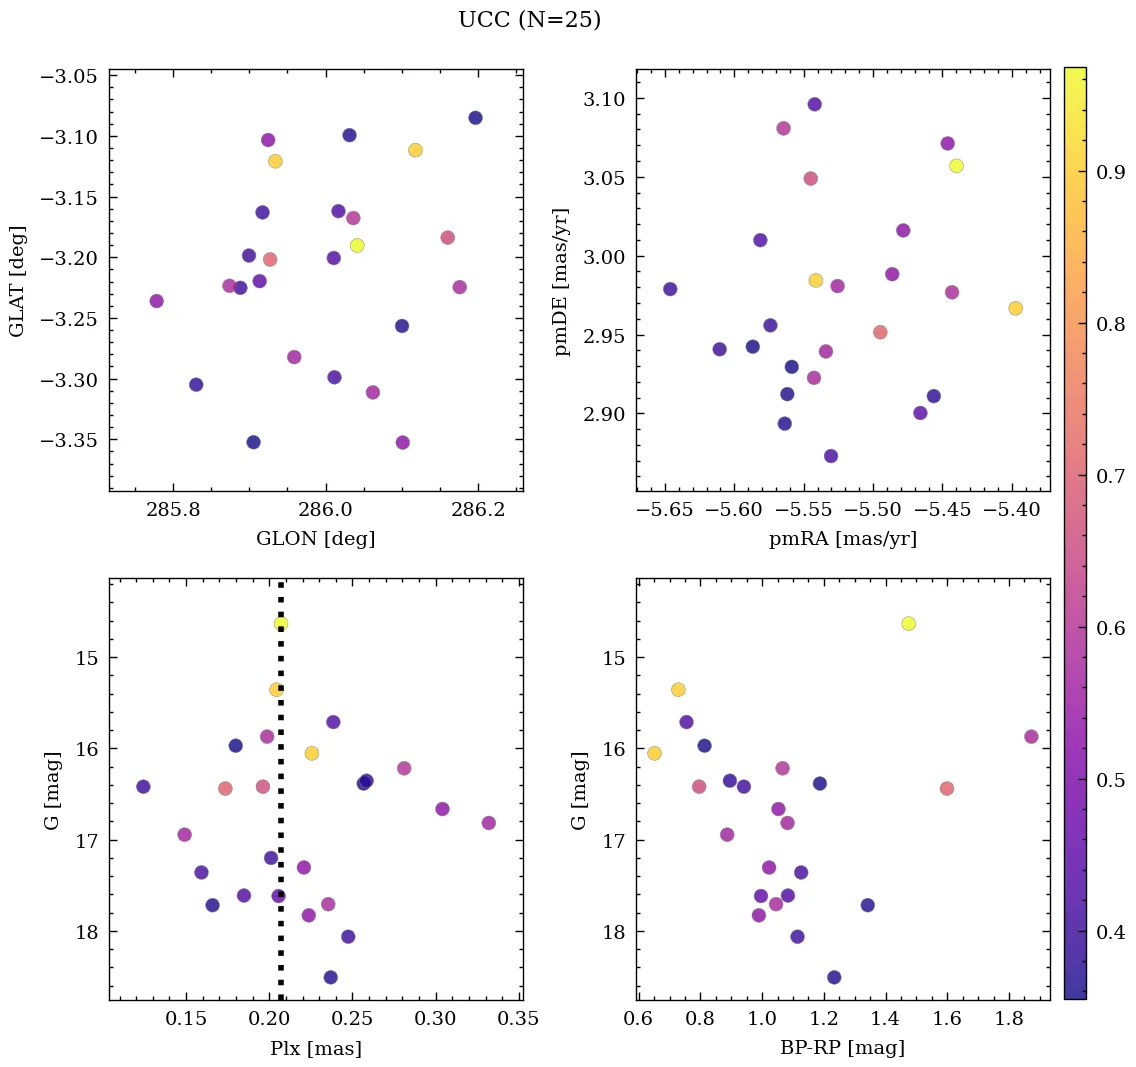 UCC (N=25)
−3.05
−3.10
−3.15
−3.20
−3.25
−3.30
−3.35
GLAT [deg]
285.8 286.0 286.2
GLON [deg]
3.10
3.05
3.00
2.95
2.90
pmDE [mas/yr]
−5.65 −5.60 −5.55 −5.50 −5.45 −5.40
pmRA [mas/yr]
15
16
17
18
G [mag]
0.15 0.20 0.25 0.30 0.35
Plx [mas]
15
16
17
18
G [mag]
0.6 0.8 1.0 1.2 1.4 1.6 1.8
BP-RP [mag]
0.9
0.8
0.7
0.6
0.5
0.4